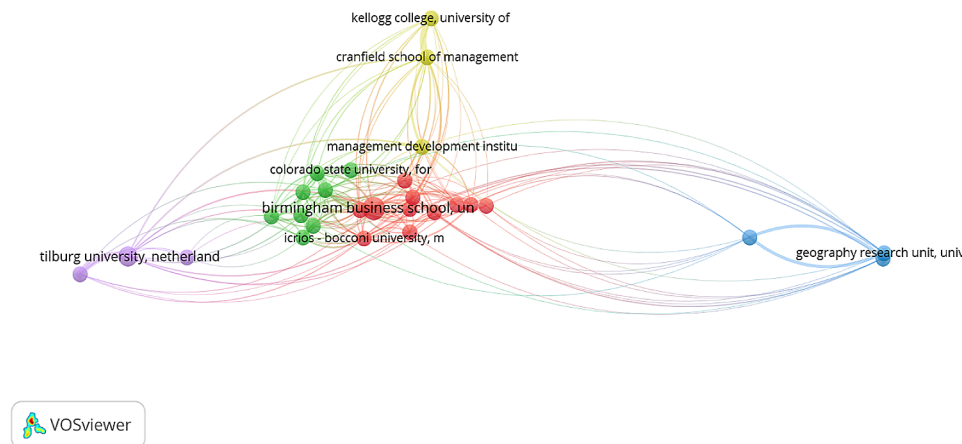 kellogg college, university of
cranfield school of management
management development institu
colorado state university, for
birmingham business school, un
icrios - bocconi university, m
tilburg university, netherland
geography research unit, univ
VOSviewer